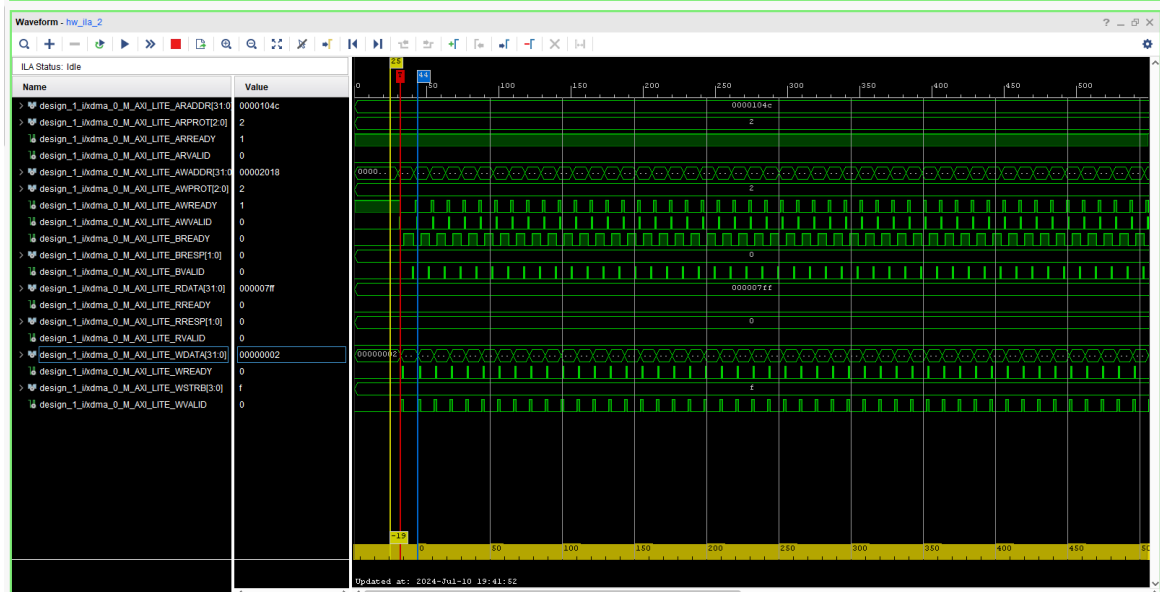 Waveform - hw_ila_2
ILA Status: Idle
Name Value
25
T 44
0 50 100 150 200 250 300 350 400 450 500
design_1_i/xdma_0_M_AXI_LITE_ARADDR[31:0 0000104c 0000104c
design_1_i/xdma_0_M_AXI_LITE_ARPROT[2:0] 2 2
design_1_i/xdma_0_M_AXI_LITE_ARREADY 1
design_1_i/xdma_0_M_AXI_LITE_ARVALID 0
design_1_i/xdma_0_M_AXI_LITE_AWADDR[31:0 00002018 0000..
design_1_i/xdma_0_M_AXI_LITE_AWPROT[2:0] 2 2
design_1_i/xdma_0_M_AXI_LITE_AWREADY 1
design_1_i/xdma_0_M_AXI_LITE_AWVALID 0
design_1_i/xdma_0_M_AXI_LITE_BREADY 0
design_1_i/xdma_0_M_AXI_LITE_BRESP[1:0] 0 0
design_1_i/xdma_0_M_AXI_LITE_BVALID 0
design_1_i/xdma_0_M_AXI_LITE_RDATA[31:0] 000007ff 000007ff
design_1_i/xdma_0_M_AXI_LITE_RREADY 0
design_1_i/xdma_0_M_AXI_LITE_RRESP[1:0] 0 0
design_1_i/xdma_0_M_AXI_LITE_RVALID 0
design_1_i/xdma_0_M_AXI_LITE_WDATA[31:0] 00000002 00000002
design_1_i/xdma_0_M_AXI_LITE_WREADY 0
design_1_i/xdma_0_M_AXI_LITE_WSTRB[3:0] f f
design_1_i/xdma_0_M_AXI_LITE_WVALID 0
-19
0 50 100 150 200 250 300 350 400 450 50
Updated at: 2024-Jul-10 19:41:52